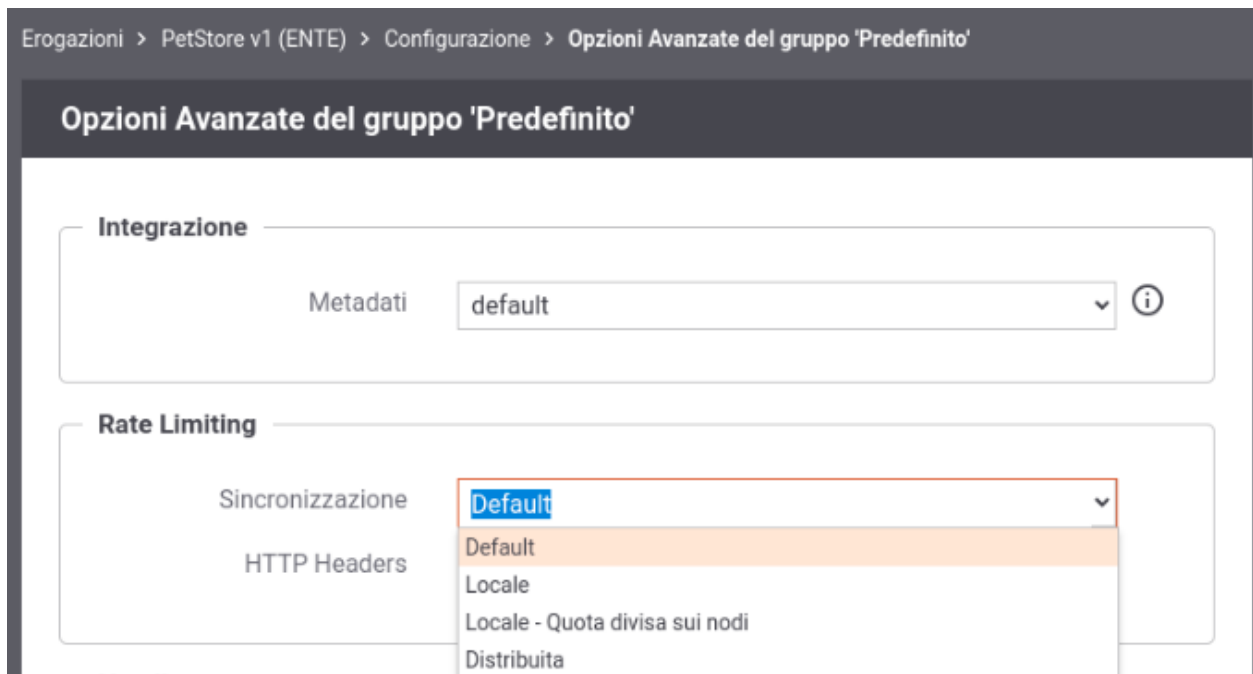 Erogazioni > PetStore v1 (ENTE) > Configurazione > Opzioni Avanzate del gruppo 'Predefinito'
Opzioni Avanzate del gruppo 'Predefinito'
Integrazione
Metadati default
Rate Limiting
Sincronizzazione Default
Default
HTTP Headers
Locale
Locale - Quota divisa sui nodi
Distribuita